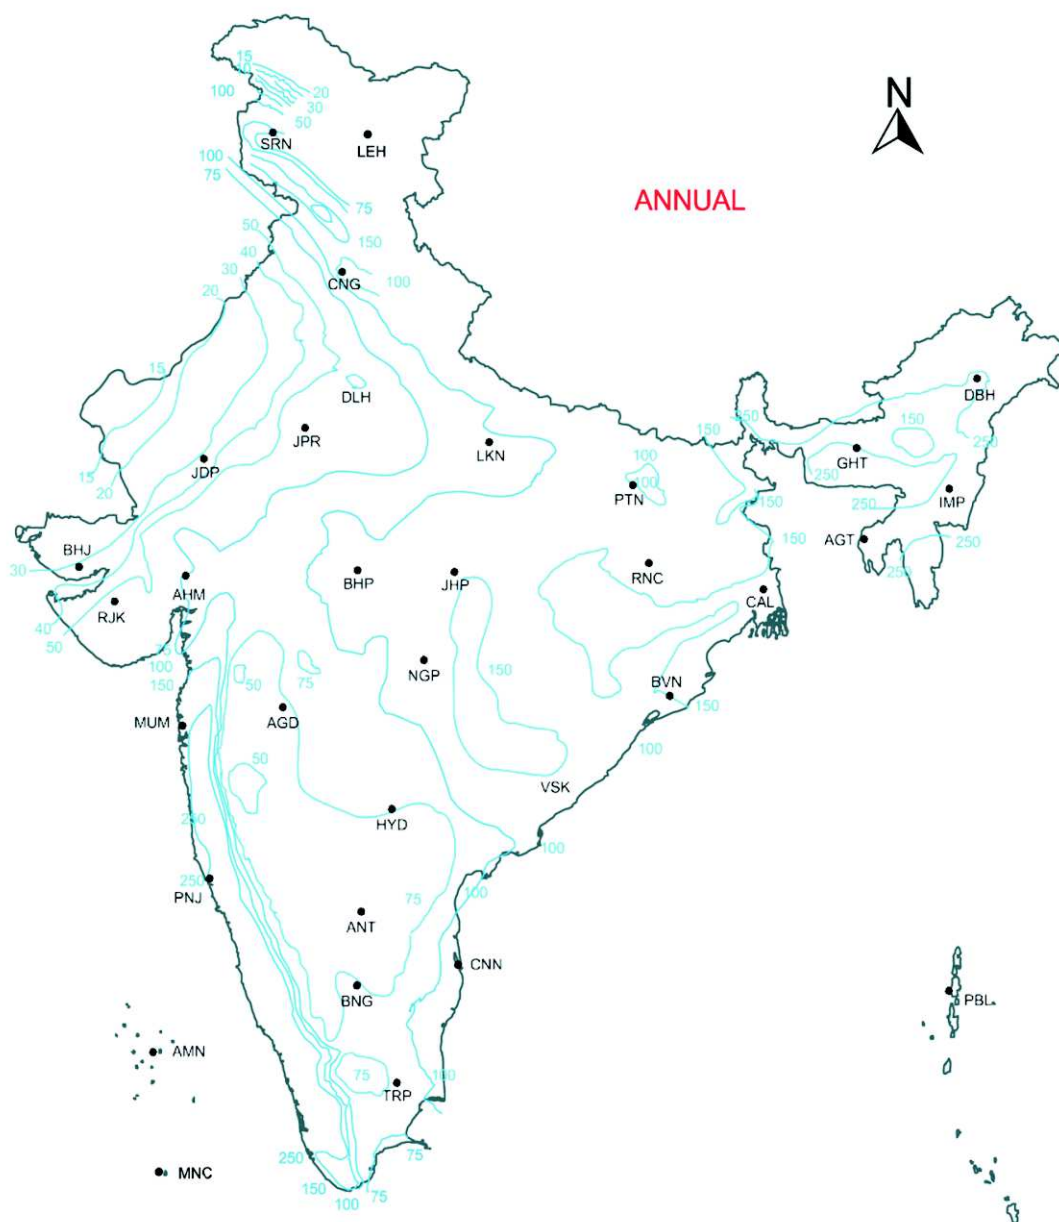 15
10
100
20
30
50
N
SRN
LEH
100
75
ANNUAL
75
50
150
40
30
CNG
100
20
15
DLH
DBH
150
250
150
JPR
LKN
100
250
JDP
GHT
15
250
100
20
PTN
150
IMP
250
150
AGT
250
BHJ
30
BHP
JHP
RNC
250
AHM
CAL
RJK
40
50
75
100
150
50
75
NGP
150
BVN
150
MUM
AGD
100
50
VSK
250
HYD
100
250
PNJ
75
100
ANT
CNN
BNG
PBL
AMN
75
100
TRP
250
75
MNC
150
100
75